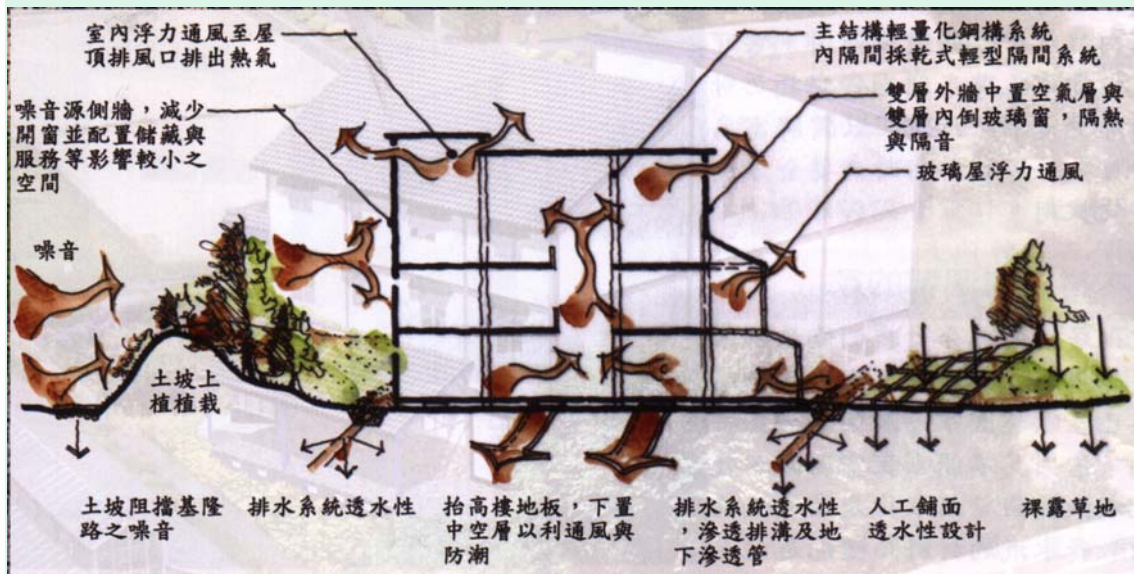 室內浮力通風至屋
頂排風口排出熱氣
主結構輕量化鋼構系統
內隔間採乾式輕型隔間系統
噪音源側牆，減少
開窗並配置儲藏與
服務等影響較小之
空間
雙層外牆中置空氣層與
雙層內倒玻璃窗，隔熱
與隔音
玻璃屋浮力通風
噪音
土坡上
植植栽
土坡阻擋基隆
路之噪音
排水系統透水性
抬高樓地板，下置
中空層以利通風與
防潮
排水系統透水性
，滲透排溝及地
下滲透管
人工舖面
透水性設計
裸露草地